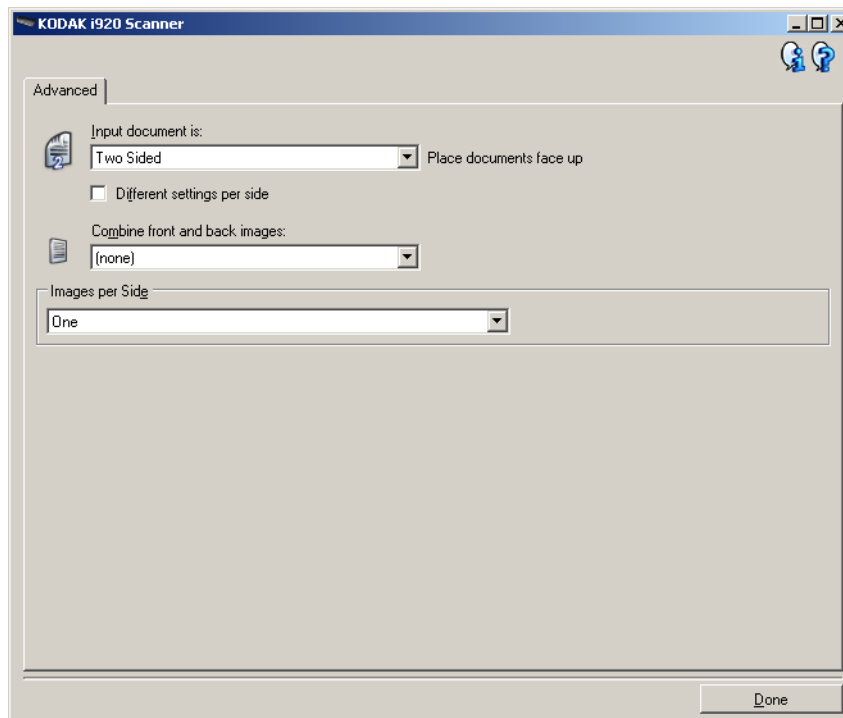 KODAK i920 Scanner
Advanced
Input document is:
Two Sided
Place documents face up
Different settings per side
Combine front and back images:
(none)
Images per Side
One
Done